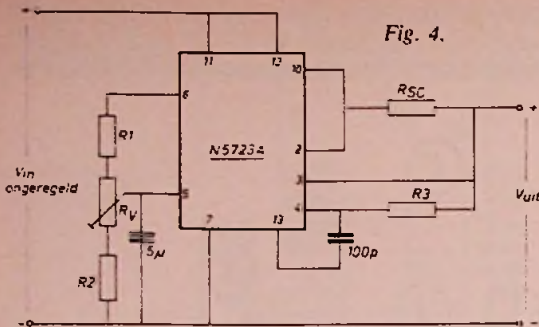 Fig. 4.
+
11
12
10
+
6
R1
RSC
N5723A
2
Vin
ongeregeld
3
RV
5
4
R3
Vuit
5µ
7
13
100p
R2
-
-